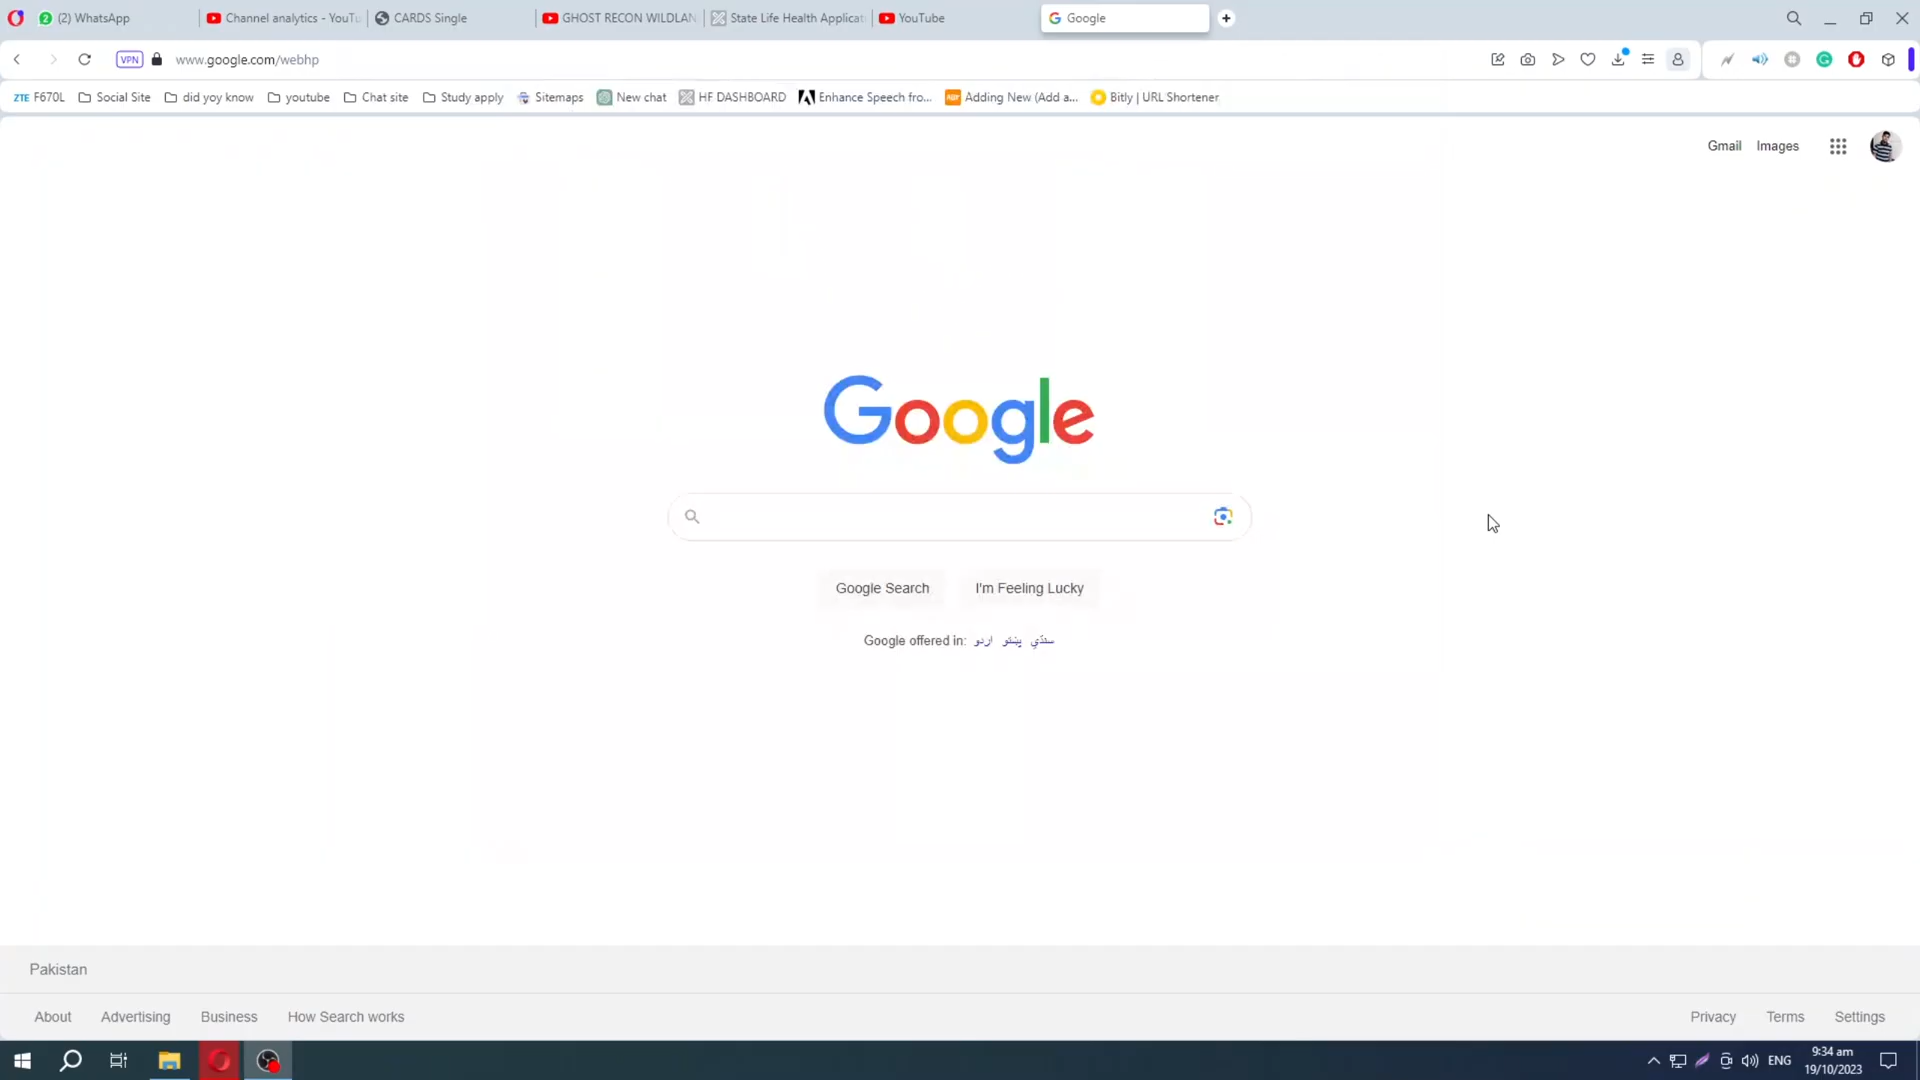 (2) WhatsApp
Channel analytics - YouTu
CARDS Single
GHOST RECON WILDLAN
State Life Health Applicat
YouTube
Google
VPN
www.google.com/webhp
ZTE F670L
Social Site
did yoy know
youtube
Chat site
Study apply
Sitemaps
New chat
HF DASHBOARD
Enhance Speech fro...
Adding New (Add a...
Bitly | URL Shortener
Gmail
Images
Google
Google Search
I'm Feeling Lucky
Google offered in: اردو پښتو سنڌي
Pakistan
About
Advertising
Business
How Search works
Privacy
Terms
Settings
ENG
9:34 am
19/10/2023